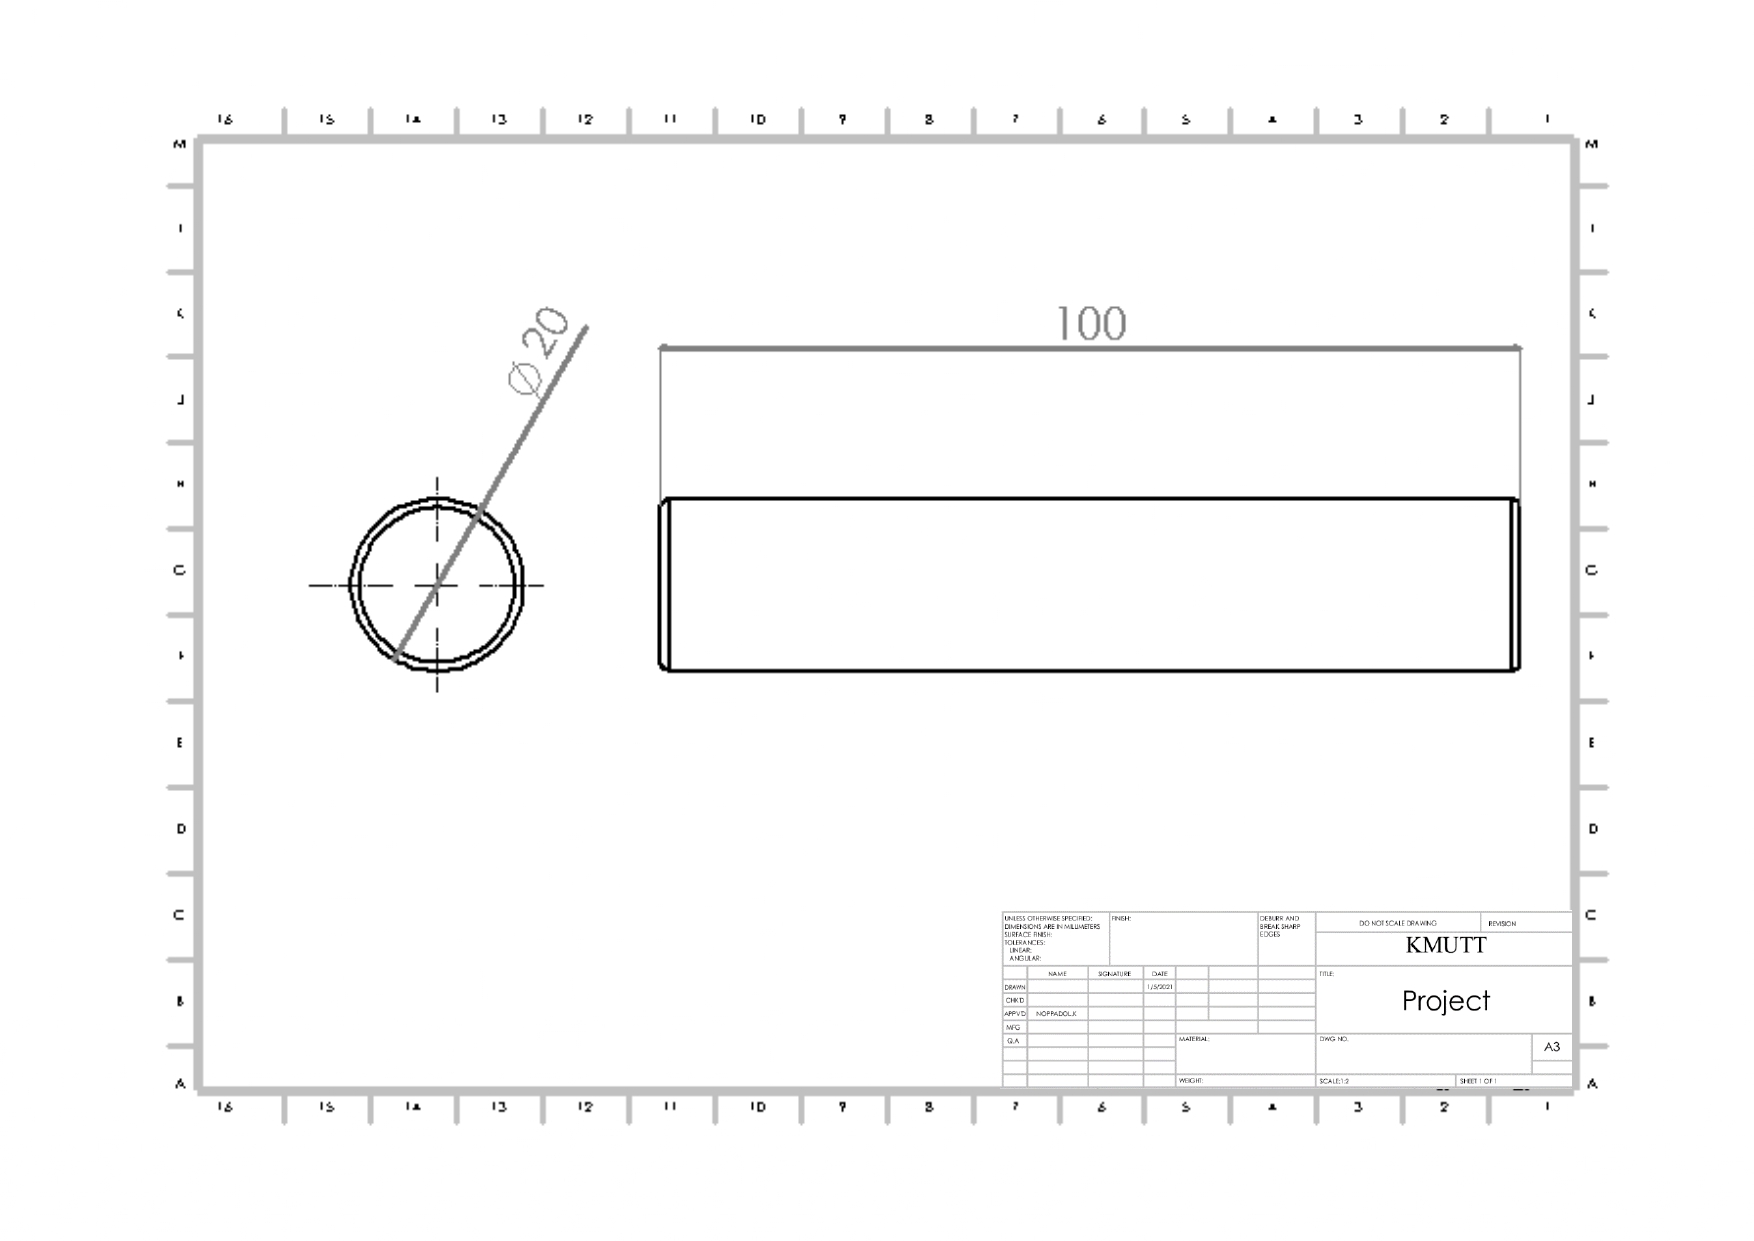 16 15 14 13 12 11 10 9 8 7 6 5 4 3 2 1
M M
K K
J J
H H
G G
F F
E E
D D
C C
B B
A A
Ø 20
100
UNLESS OTHERWISE SPECIFIED:
DIMENSIONS ARE IN MILLIMETERS
SURFACE FINISH:
TOLERANCES:
LINEAR:
ANGULAR:
FINISH:
DEBURR AND
BREAK SHARP
EDGES
DO NOT SCALE DRAWING
REVISION
KMUTT
NAME SIGNATURE DATE
TITLE:
DRAWN 1/5/2021
CHK'D
Project
APPV'D NOPPADOL.K
MFG
Q.A
MATERIAL:
DWG NO.
A3
WEIGHT:
SCALE:1:2
SHEET 1 OF 1
16 15 14 13 12 11 10 9 8 7 6 5 4 3 2 1